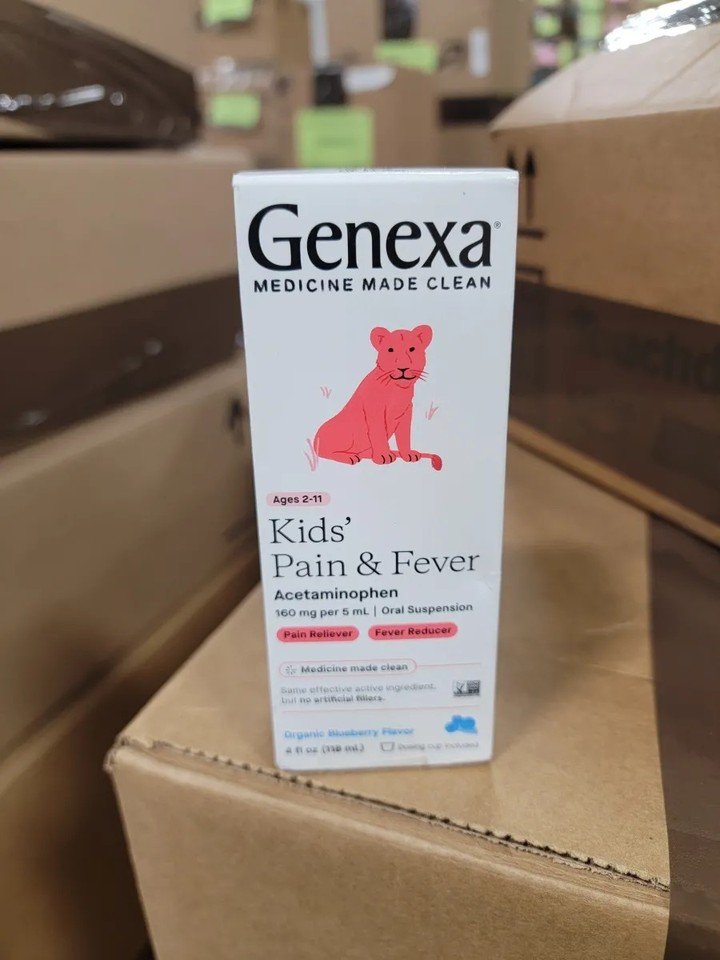 Genexa®
MEDICINE MADE CLEAN
Ages 2-11
Kids'
Pain & Fever
Acetaminophen
160 mg per 5 mL | Oral Suspension
Pain Reliever Fever Reducer
Medicine made clean
Same effective active ingredient,
but no artificial fillers.
Organic Blueberry Flavor
4 fl oz (118 mL) Dosing cup included